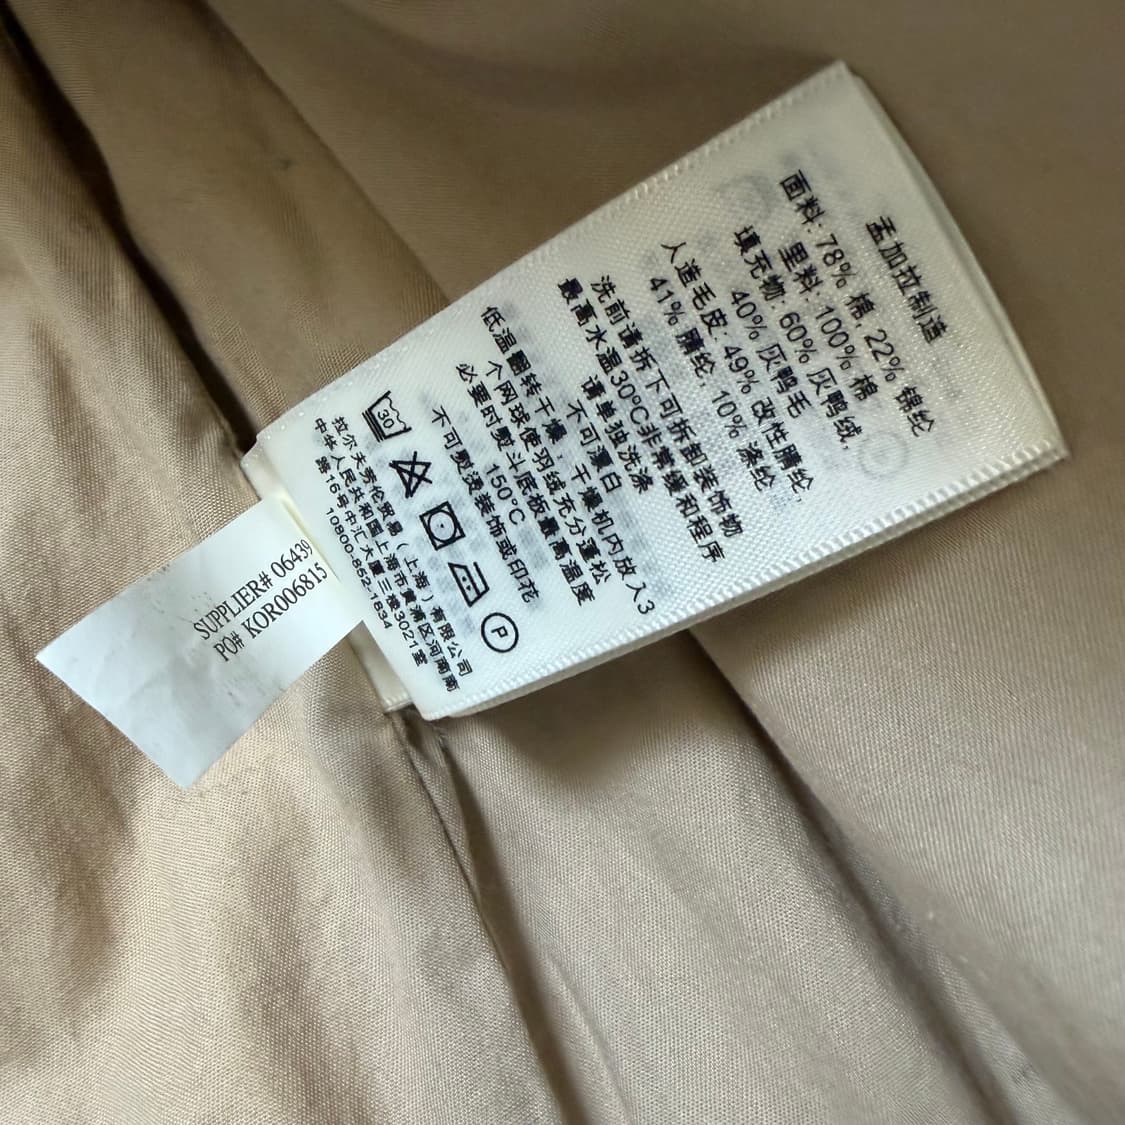 孟加拉制造
面料: 78% 棉, 22% 锦纶
里料: 100% 棉
填充物: 60% 灰鸭绒,
40% 灰鸭毛
人造毛皮: 49% 改性腈纶,
41% 腈纶, 10% 涤纶
洗前请拆下可拆卸装饰物
最高水温30°C非常缓和程序
请单独洗涤
不可漂白
低温翻转干燥, 干燥机内放入3
个网球使羽绒充分蓬松
必要时熨斗底板最高温度
150°C
不可熨烫装饰或印花
30
P
拉尔夫劳伦贸易（上海）有限公司
中华人民共和国上海市黄浦区河南南
路16号中汇大厦三楼3021室
10800-852-1834
SUPPLIER# 06439
PO# KOR006815